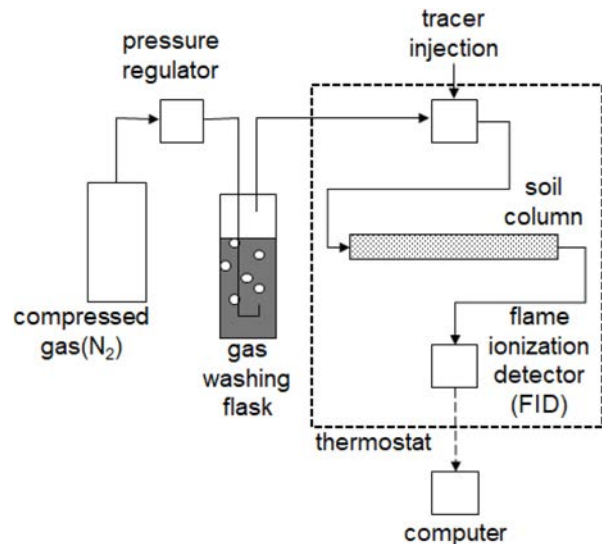 tracer
injection
pressure
regulator
soil
column
compressed
gas(N₂)
gas
washing
flask
flame
ionization
detector
(FID)
thermostat
computer